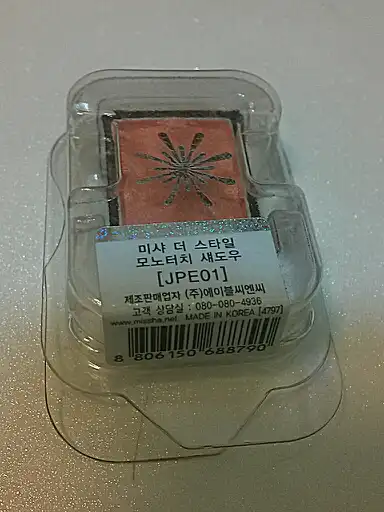 미샤 더 스타일
모노터치 섀도우
[JPE01]
제조판매업자 (주)에이블씨엔씨
고객 상담실 : 080-080-4936
www.missha.net MADE IN KOREA [4797]
8 806150 688790